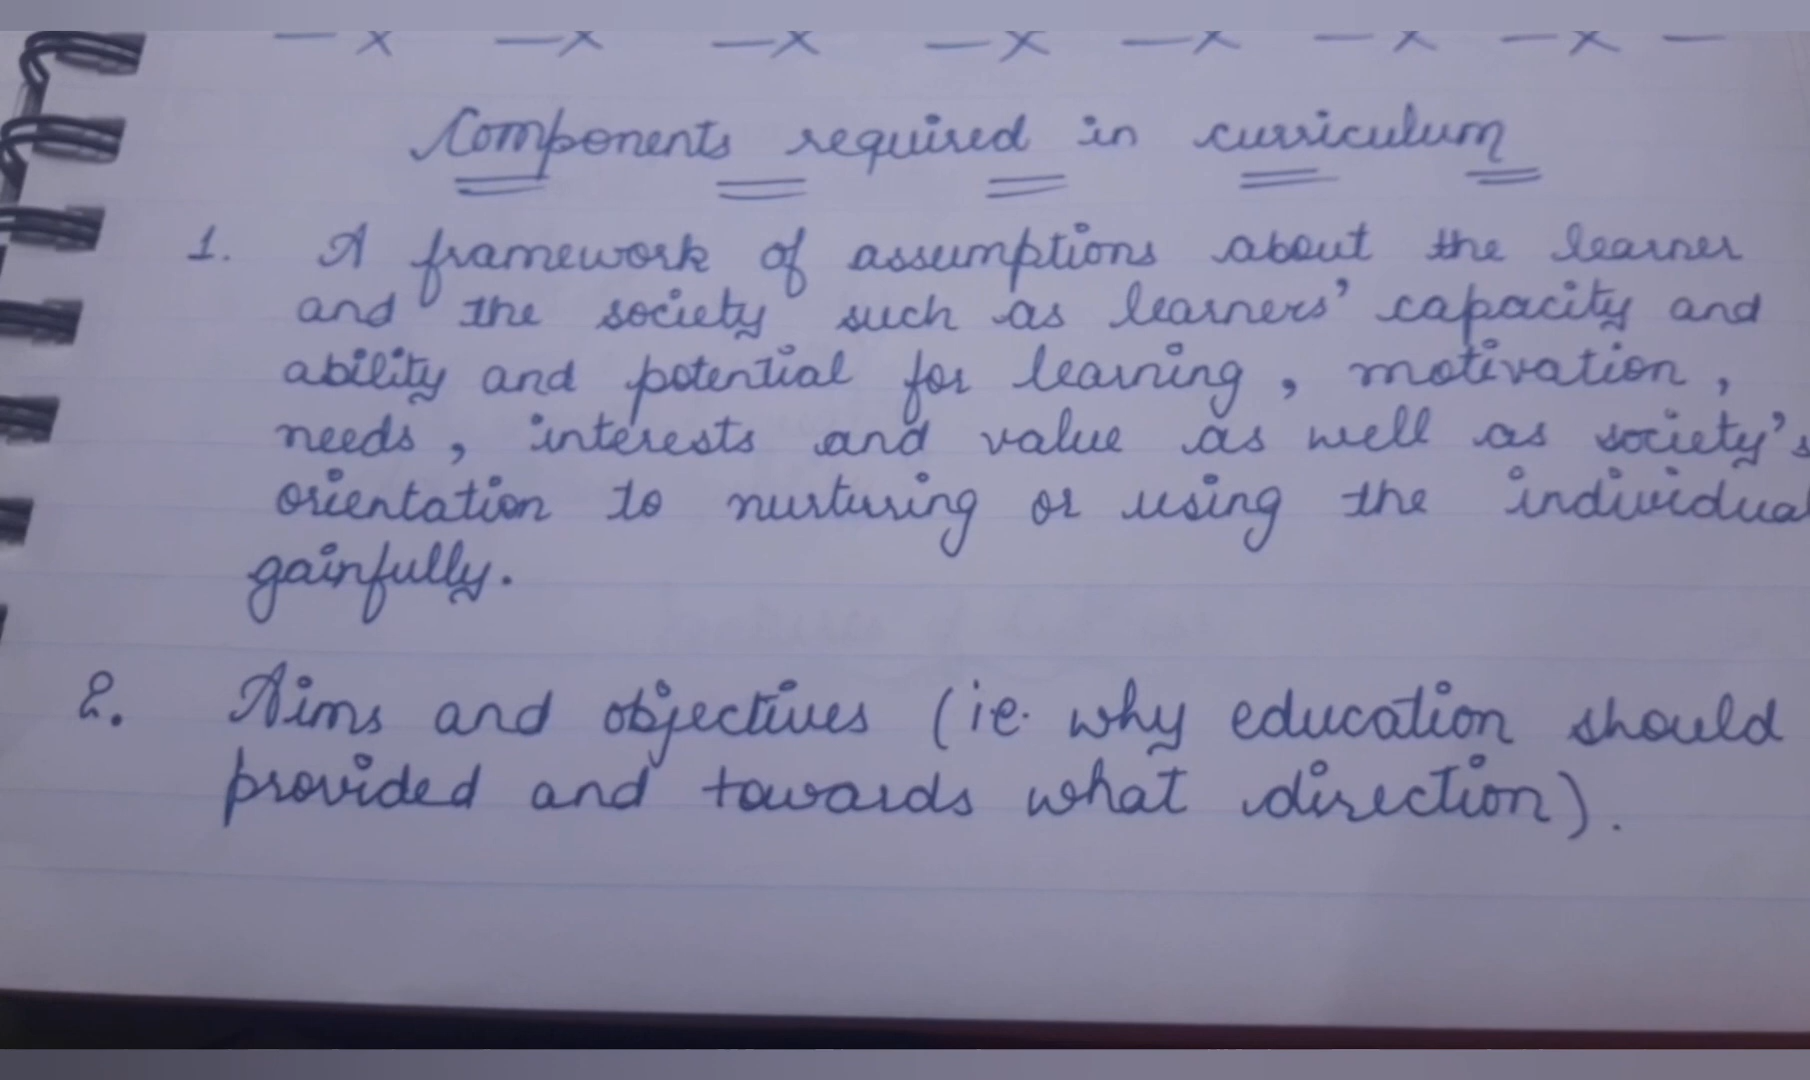 — x — x — x — x — x — x — x —
Components required in curriculum
1. A framework of assumptions about the learner
and the society such as learners' capacity and
ability and potential for learning, motivation,
needs, interests and value as well as society's
orientation to nurturing or using the individual
gainfully.
2. Aims and objectives (ie. why education should
provided and towards what direction).